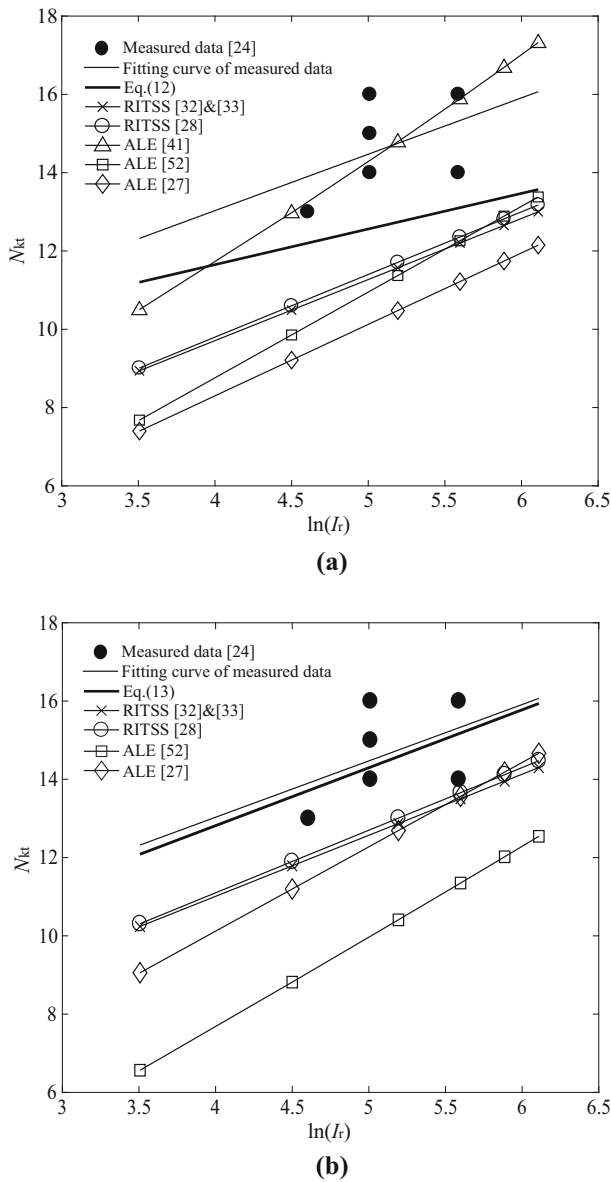 18
16
14
12
10
8
6
N_kt
Measured data [24]
Fitting curve of measured data
Eq.(12)
RITSS [32]&[33]
RITSS [28]
ALE [41]
ALE [52]
ALE [27]
3 3.5 4 4.5 5 5.5 6 6.5
ln(I_r)
(a)
18
16
14
12
10
8
6
N_kt
Measured data [24]
Fitting curve of measured data
Eq.(13)
RITSS [32]&[33]
RITSS [28]
ALE [52]
ALE [27]
3 3.5 4 4.5 5 5.5 6 6.5
ln(I_r)
(b)